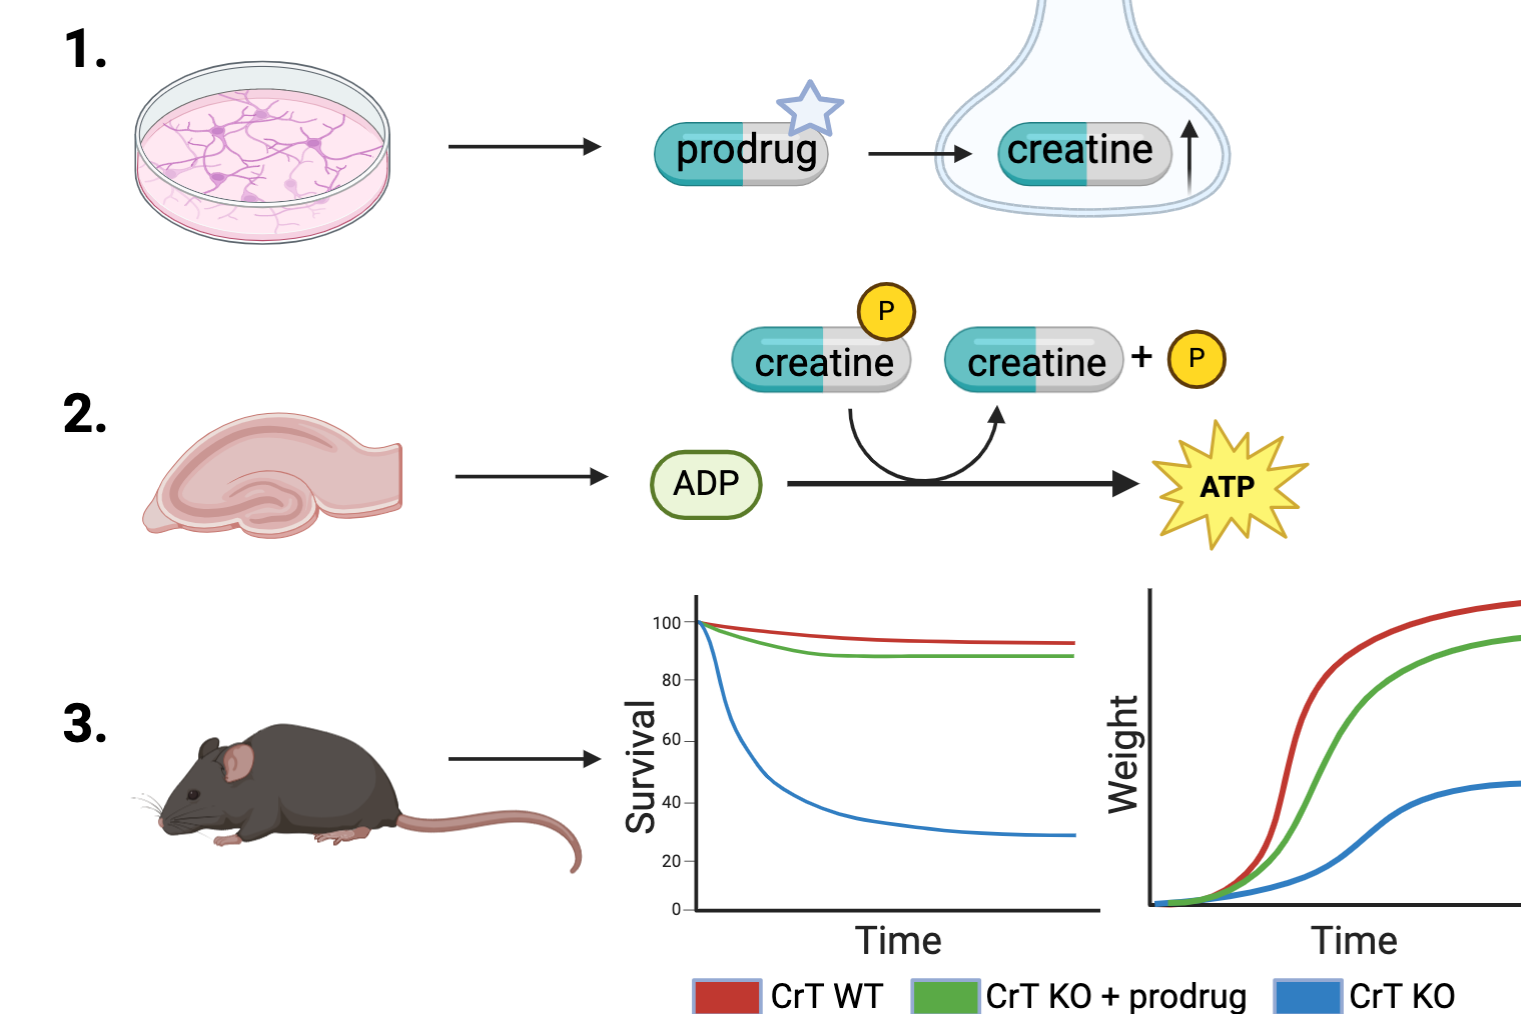 1.
prodrug
creatine
2.
P
creatine
creatine + P
ADP
ATP
3.
Survival
100
80
60
40
20
0
Time
Weight
Time
CrT WT
CrT KO + prodrug
CrT KO